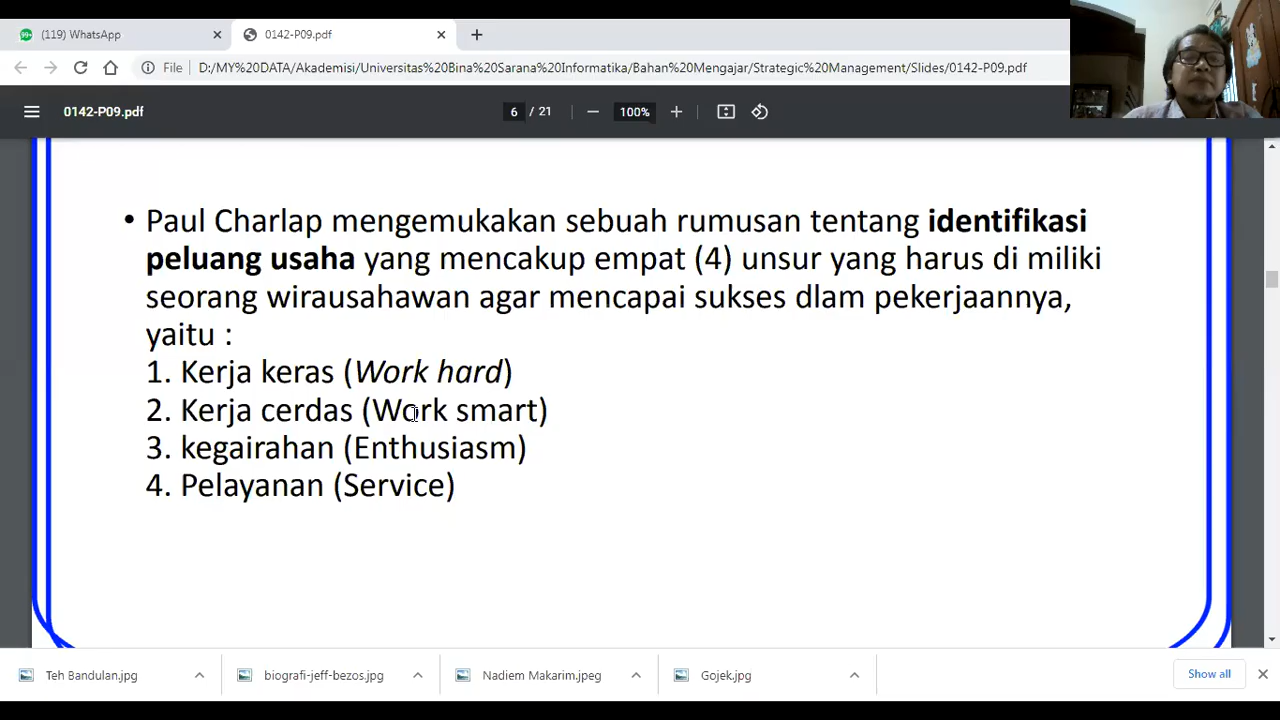 (119) WhatsApp
0142-P09.pdf
File
D:/MY%20DATA/Akademisi/Universitas%20Bina%20Sarana%20Informatika/Bahan%20Mengajar/Strategic%20Management/Slides/0142-P09.pdf
0142-P09.pdf
6 / 21
100%
• Paul Charlap mengemukakan sebuah rumusan tentang identifikasi
peluang usaha yang mencakup empat (4) unsur yang harus di miliki
seorang wirausahawan agar mencapai sukses dlam pekerjaannya,
yaitu :
1. Kerja keras (Work hard)
2. Kerja cerdas (Work smart)
3. kegairahan (Enthusiasm)
4. Pelayanan (Service)
Teh Bandulan.jpg
biografi-jeff-bezos.jpg
Nadiem Makarim.jpeg
Gojek.jpg
Show all